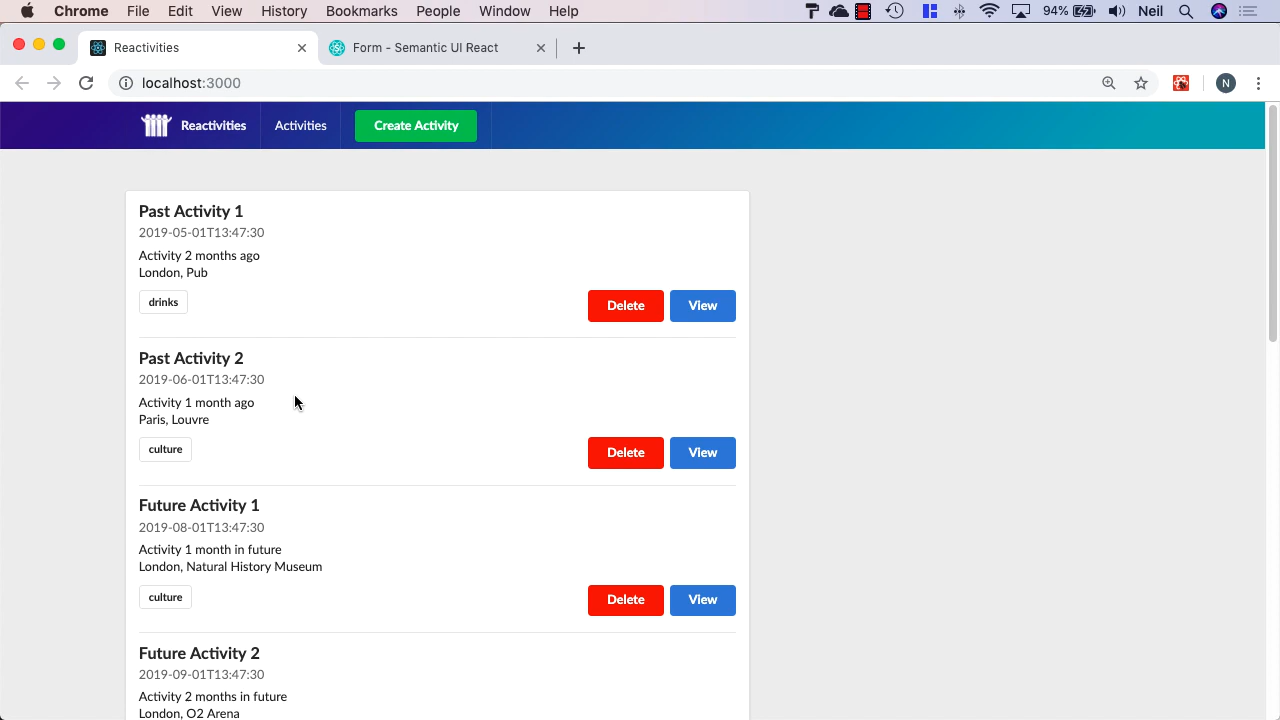 Chrome File Edit View History Bookmarks People Window Help 94% Neil
Reactivities Form - Semantic UI React
localhost:3000 N
Reactivities Activities Create Activity
Past Activity 1
2019-05-01T13:47:30
Activity 2 months ago
London, Pub
drinks Delete View
Past Activity 2
2019-06-01T13:47:30
Activity 1 month ago
Paris, Louvre
culture Delete View
Future Activity 1
2019-08-01T13:47:30
Activity 1 month in future
London, Natural History Museum
culture Delete View
Future Activity 2
2019-09-01T13:47:30
Activity 2 months in future
London, O2 Arena